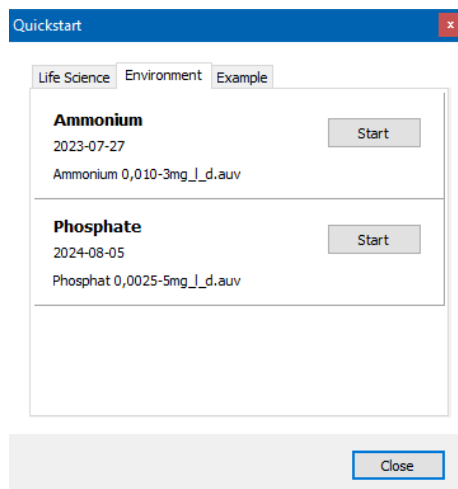 Quickstart
x
Life Science Environment Example
Ammonium
2023-07-27
Ammonium 0,010-3mg_l_d.auv
Start
Phosphate
2024-08-05
Phosphat 0,0025-5mg_l_d.auv
Start
Close